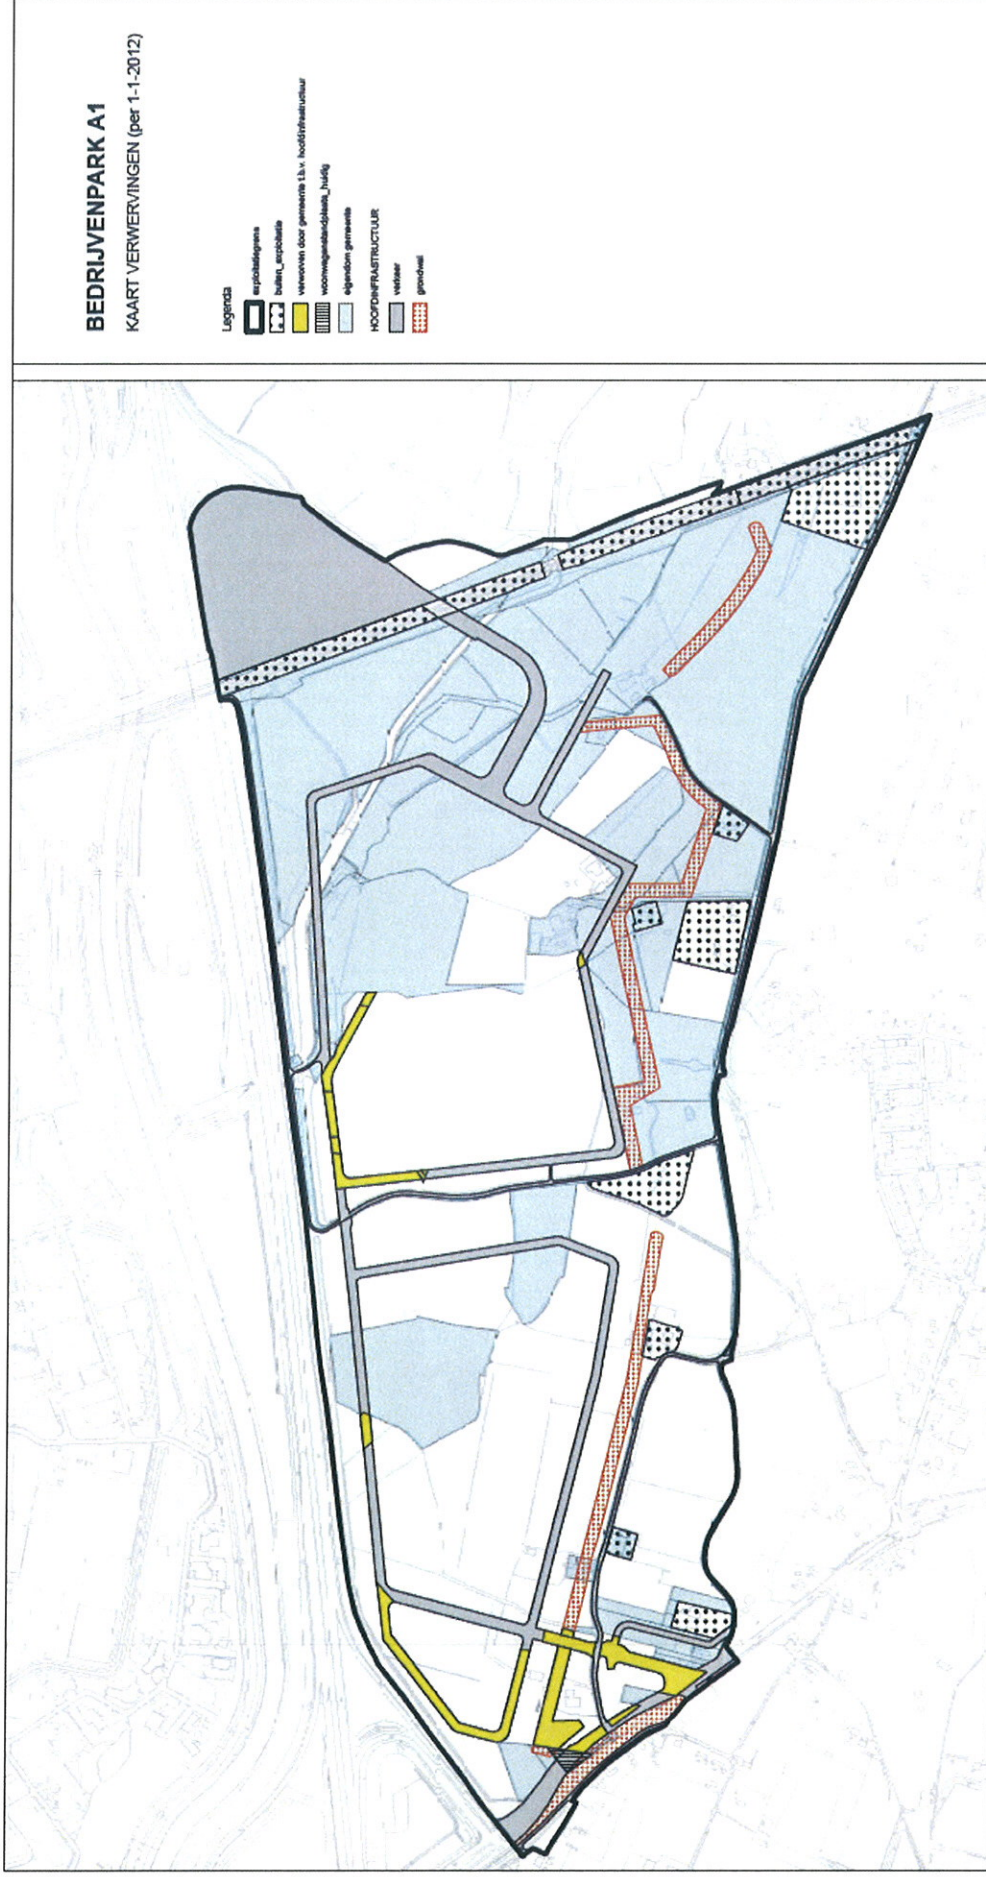 BEDRIJVENPARK A1
KAART VERWERVINGEN (per 1-1-2012)
Legenda
exploitatiegrens
buiten_exploitatie
verworven door gemeente t.b.v. hoofdinfrastructuur
woonwagenstandplaats_huidig
eigendom gemeente
HOOFDINFRASTRUCTUUR
verkeer
grondwal